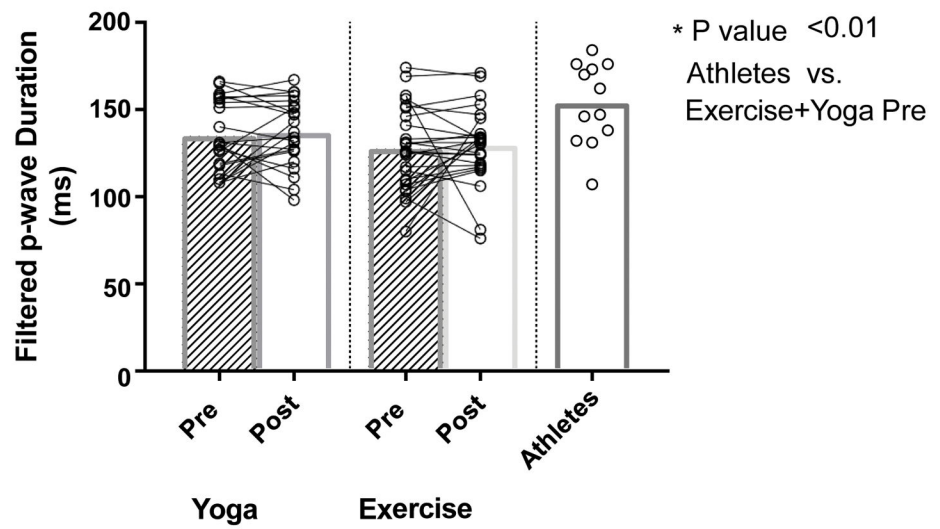 200
150
100
50
0
Filtered p-wave Duration
(ms)
Pre
Post
Pre
Post
Athletes
Yoga
Exercise
* P value <0.01
Athletes vs.
Exercise+Yoga Pre